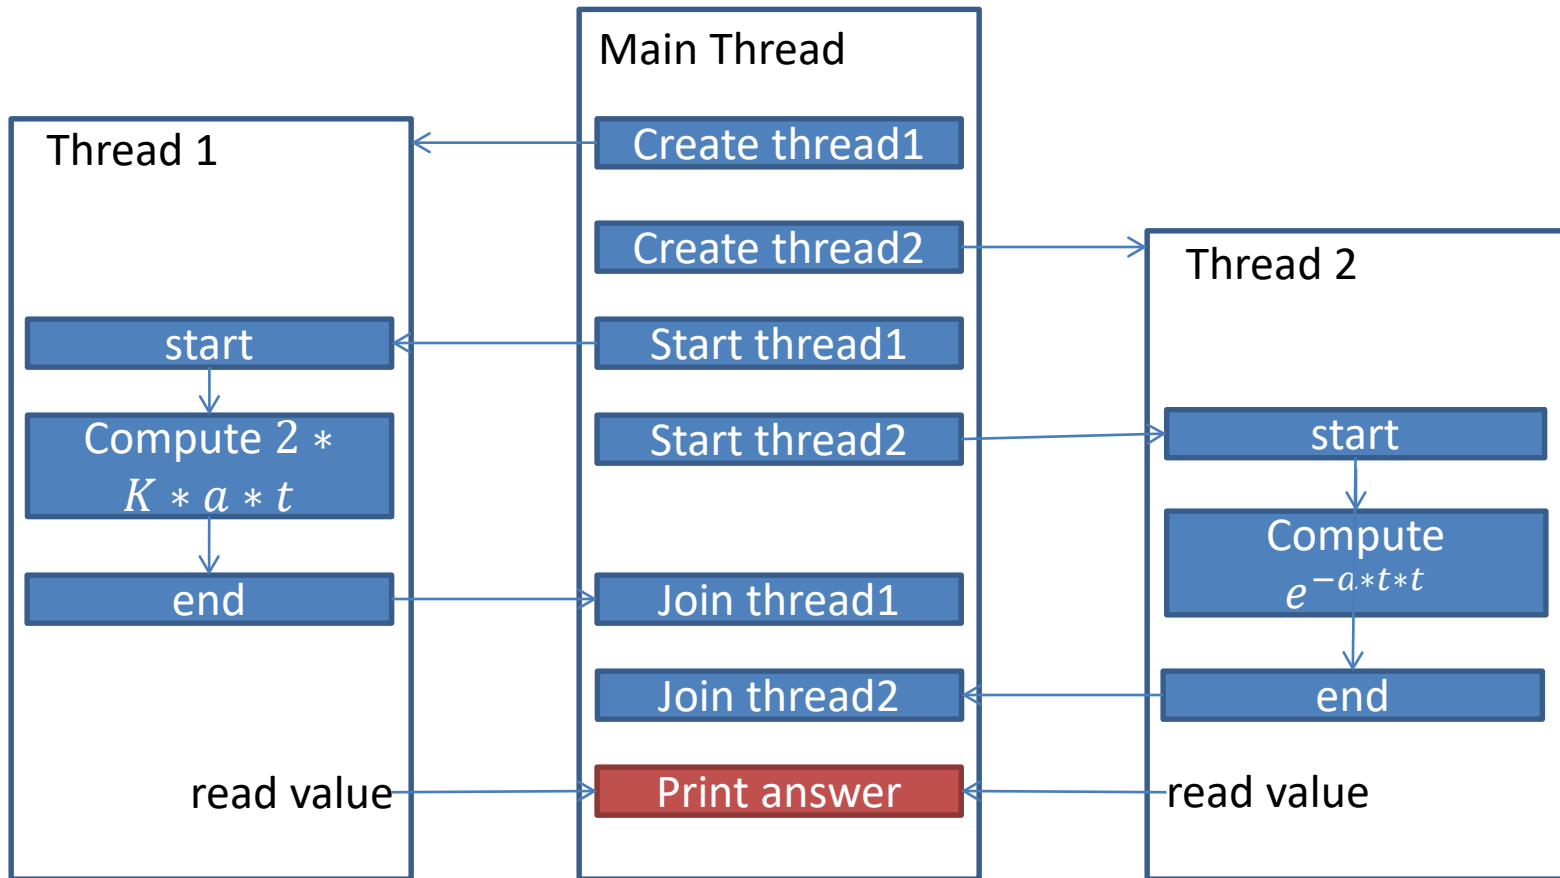 Main Thread
Thread 1
Create thread1
Create thread2
Thread 2
start
Start thread1
Compute 2 ∗
K ∗ a ∗ t
Start thread2
start
Compute
e^{−a∗t∗t}
end
Join thread1
Join thread2
end
read value
Print answer
read value